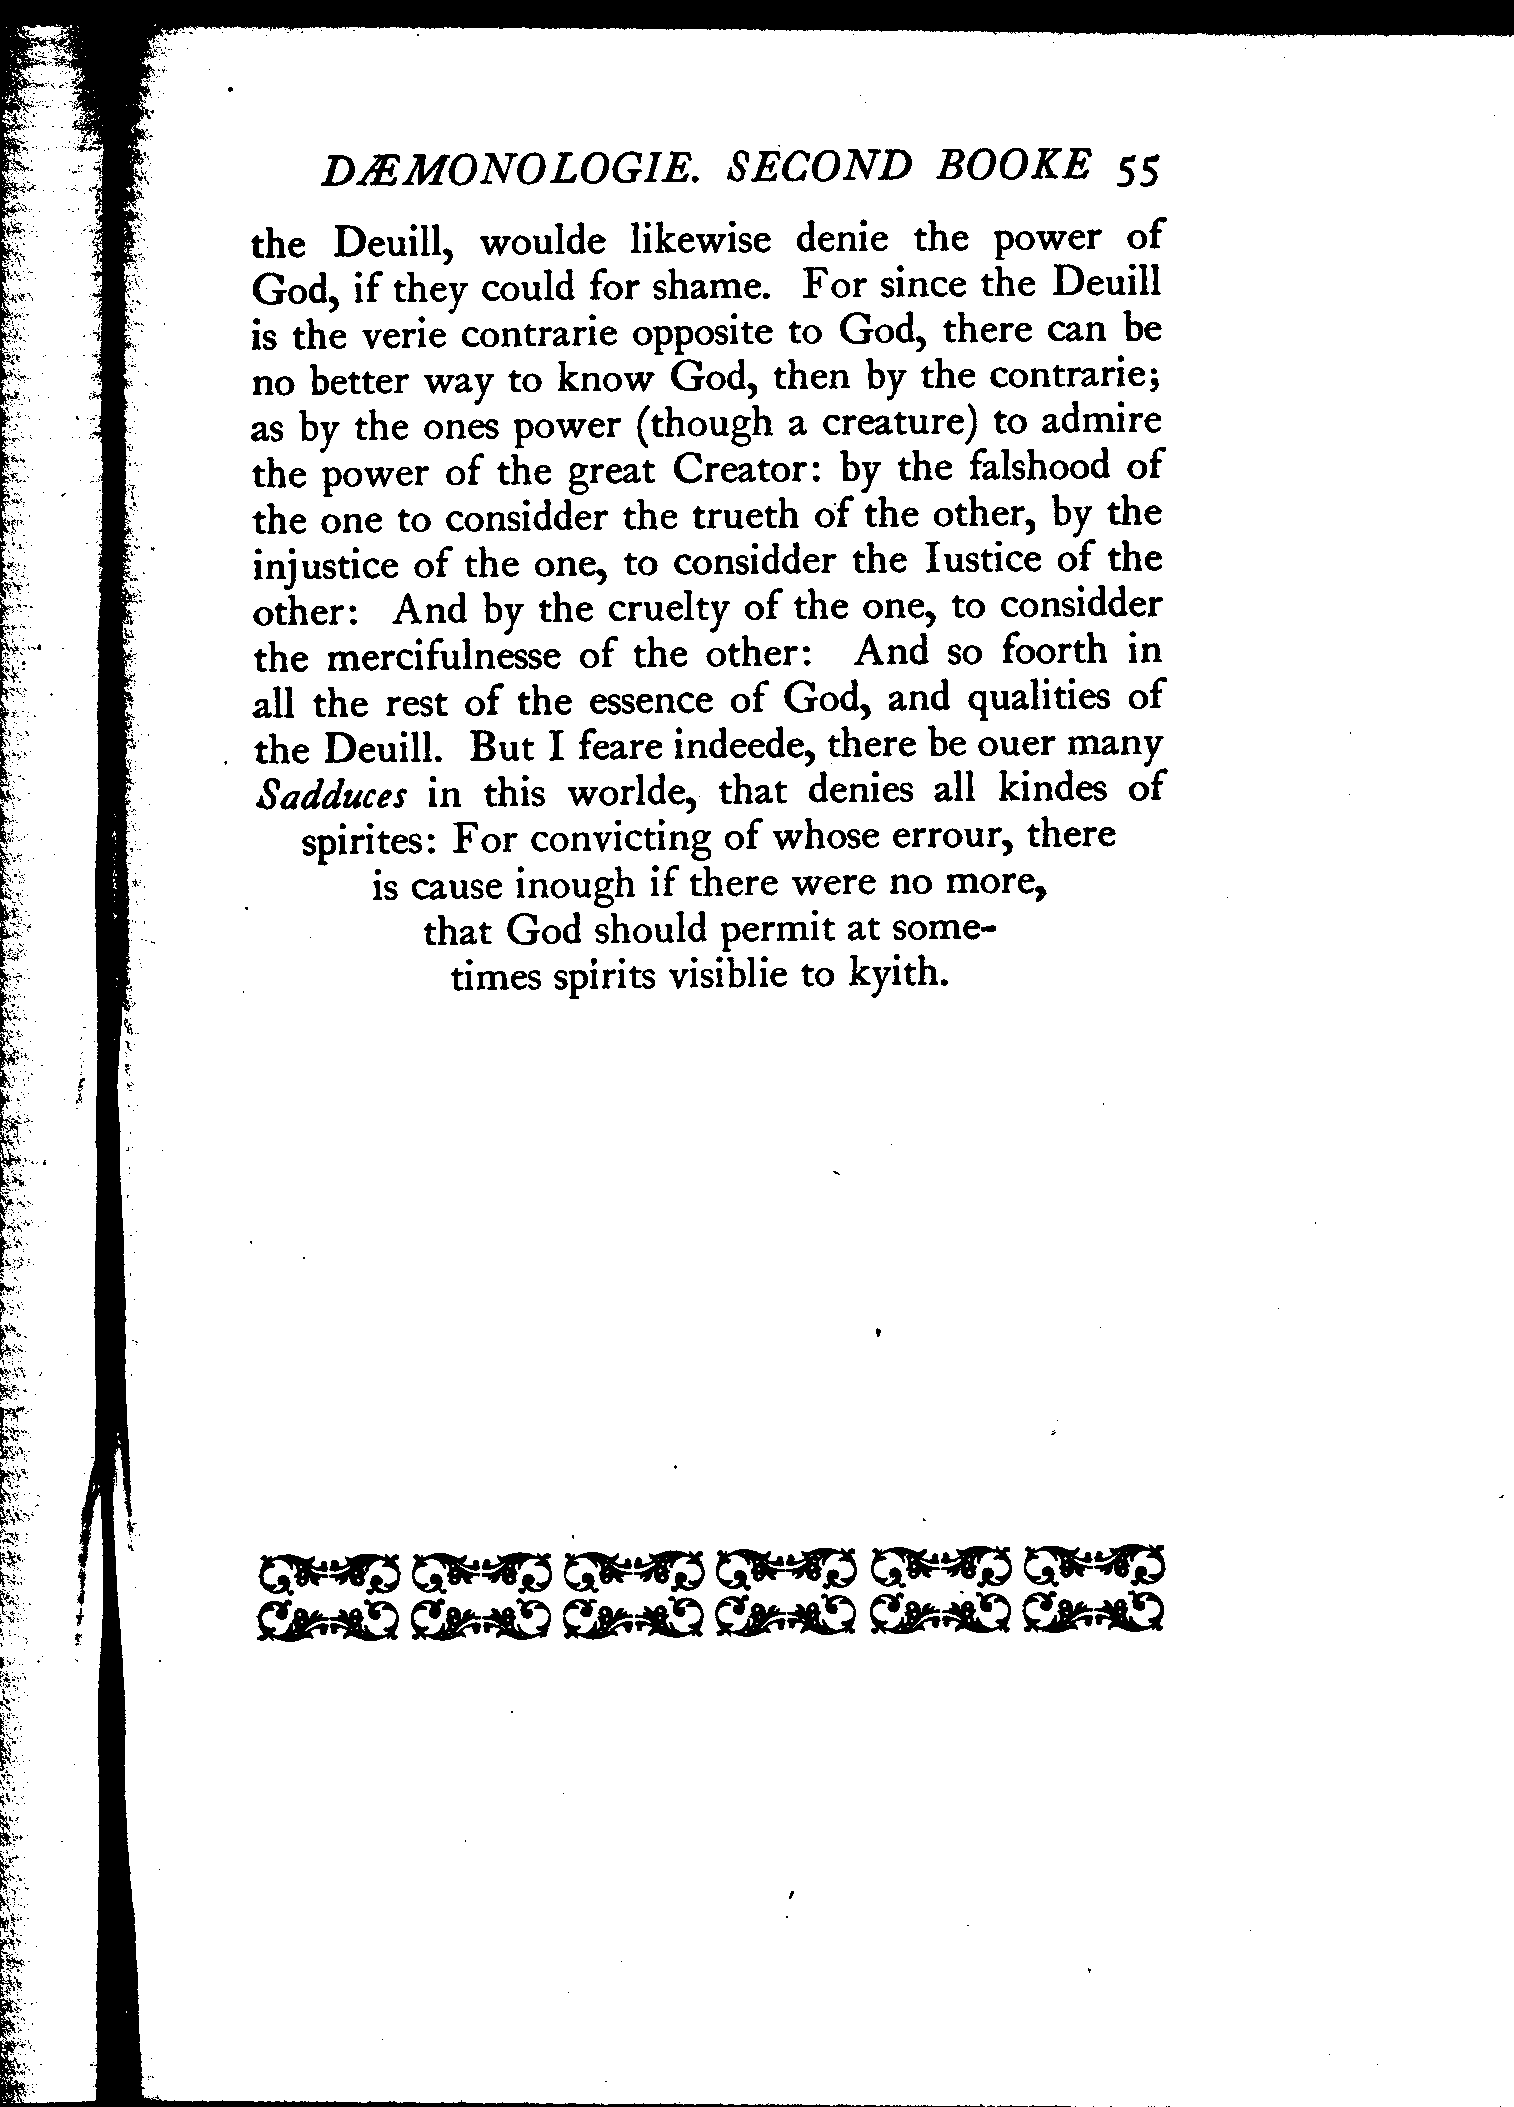 DÆMONOLOGIE. SECOND BOOKE 55
the Deuill, woulde likewise denie the power of
God, if they could for shame. For since the Deuill
is the verie contrarie opposite to God, there can be
no better way to know God, then by the contrarie;
as by the ones power (though a creature) to admire
the power of the great Creator: by the falshood of
the one to considder the trueth of the other, by the
injustice of the one, to considder the Iustice of the
other: And by the cruelty of the one, to considder
the mercifulnesse of the other: And so foorth in
all the rest of the essence of God, and qualities of
the Deuill. But I feare indeede, there be ouer many
Sadduces in this worlde, that denies all kindes of
spirites: For convicting of whose errour, there
is cause inough if there were no more,
that God should permit at some-
times spirits visiblie to kyith.